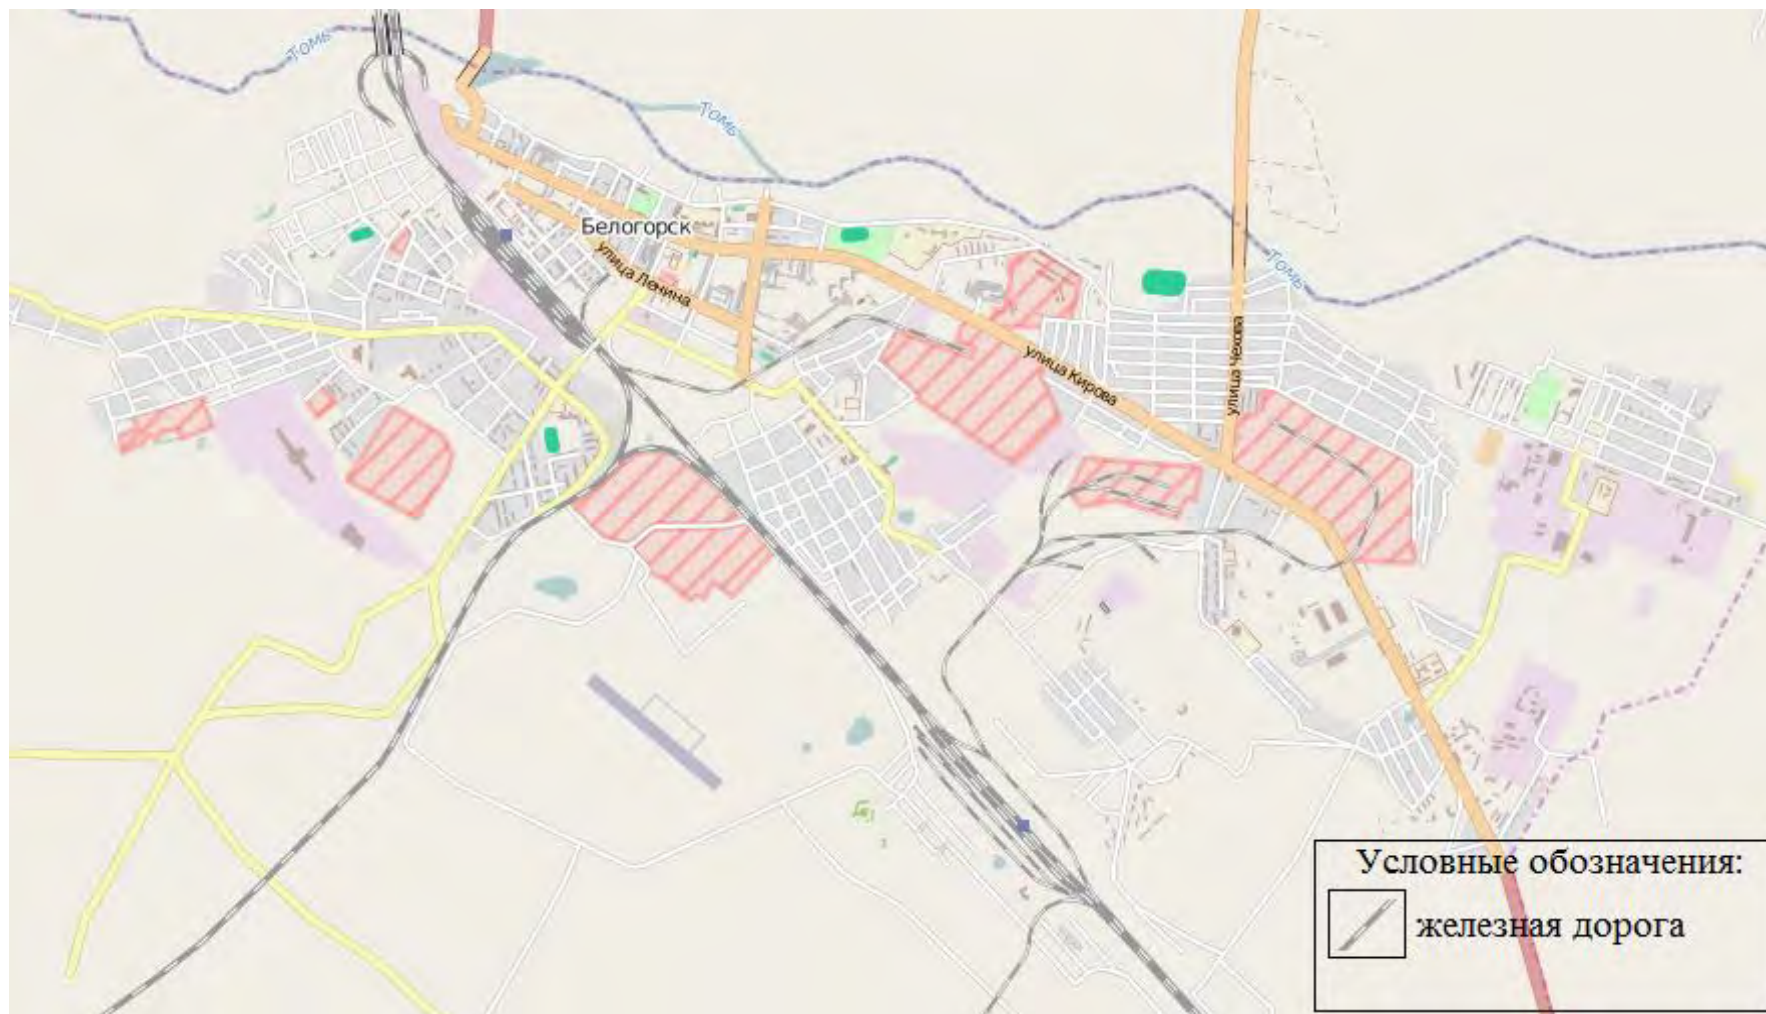 Томь
Томь
Белогорск
улица Ленина
Томь
улица Чехова
улица Кирова
Условные обозначения:
железная дорога